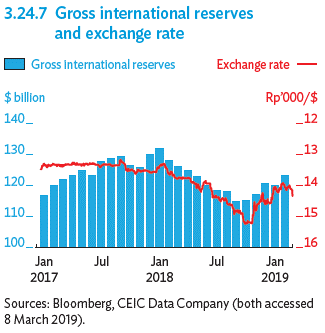 3.24.7 Gross international reserves
and exchange rate
Gross international reserves Exchange rate
$ billion Rp'000/$
140 12
130 13
120 14
110 15
100 16
Jan Jul Jan Jul Jan
2017 2018 2019
Sources: Bloomberg, CEIC Data Company (both accessed
8 March 2019).